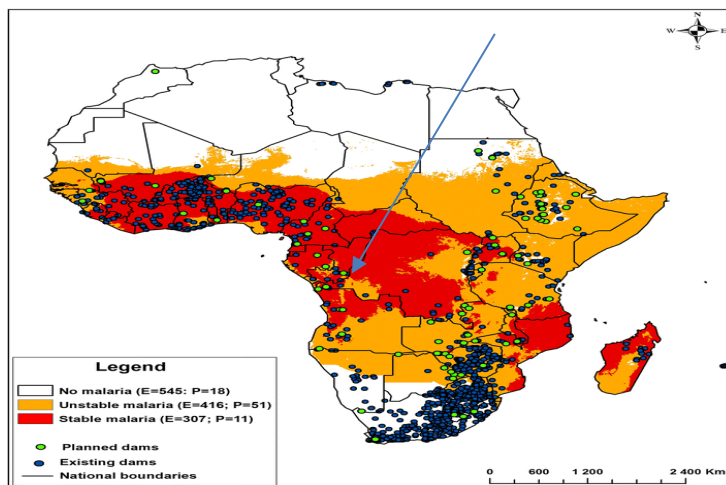 N
W E
S
Legend
No malaria (E=545: P=18)
Unstable malaria (E=416; P=51)
Stable malaria (E=307; P=11)
Planned dams
Existing dams
National boundaries
0 600 1 200 2 400 Km